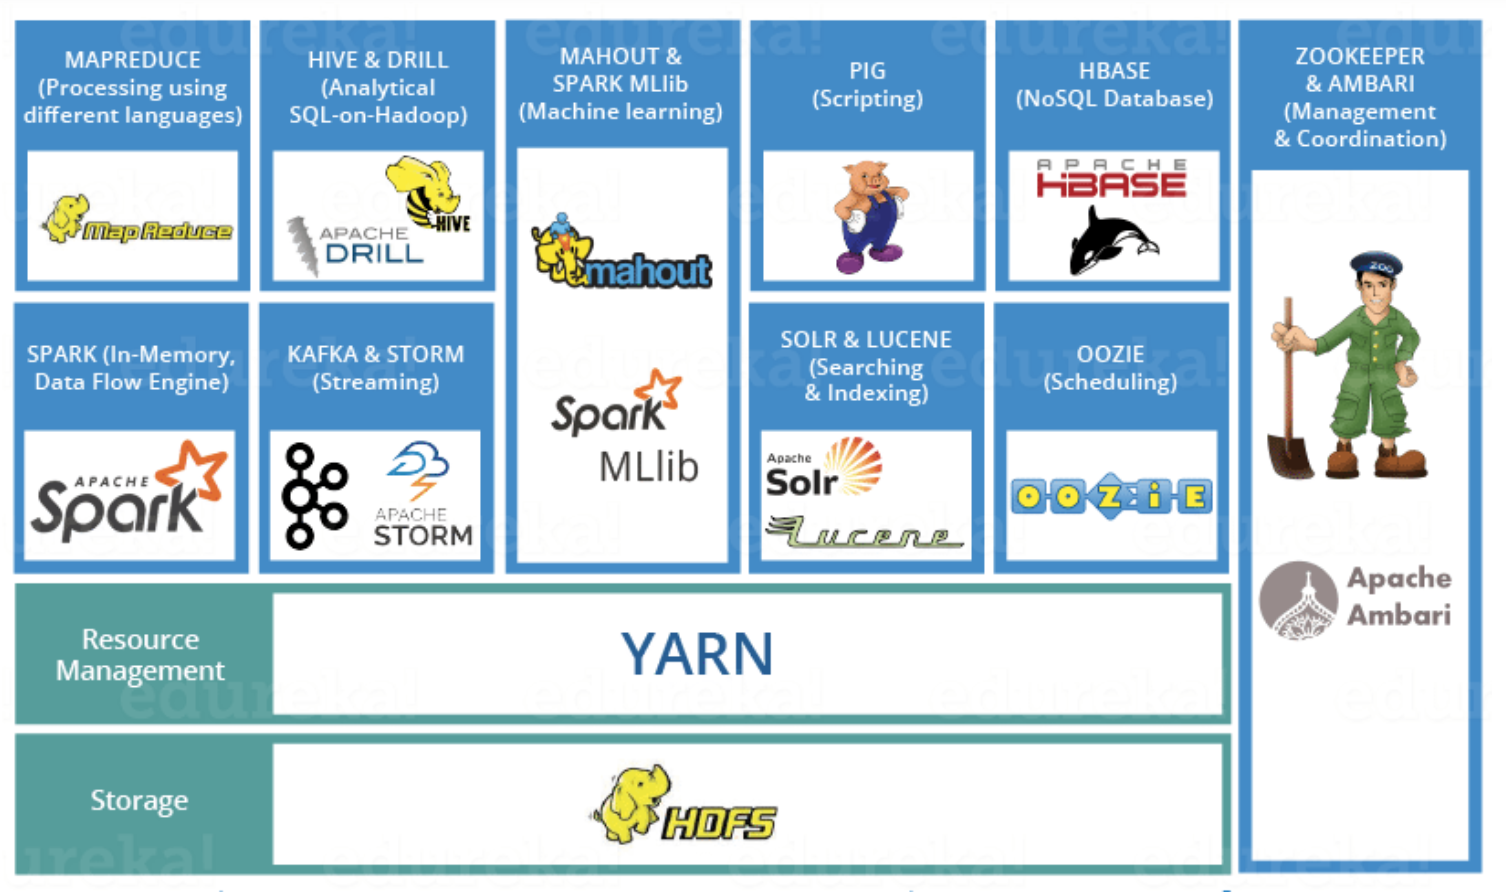 MAPREDUCE
(Processing using
different languages)
Map Reduce
HIVE & DRILL
(Analytical
SQL-on-Hadoop)
HIVE
APACHE
DRILL
MAHOUT &
SPARK MLlib
(Machine learning)
mahout
Spark
MLlib
PIG
(Scripting)
HBASE
(NoSQL Database)
APACHE
HBASE
ZOOKEEPER
& AMBARI
(Management
& Coordination)
ZOO
Apache
Ambari
SPARK (In-Memory,
Data Flow Engine)
APACHE
Spark
KAFKA & STORM
(Streaming)
APACHE
STORM
SOLR & LUCENE
(Searching
& Indexing)
Apache
Solr
Lucene
OOZIE
(Scheduling)
OOZiE
Resource
Management
YARN
Storage
HDFS
edureka!